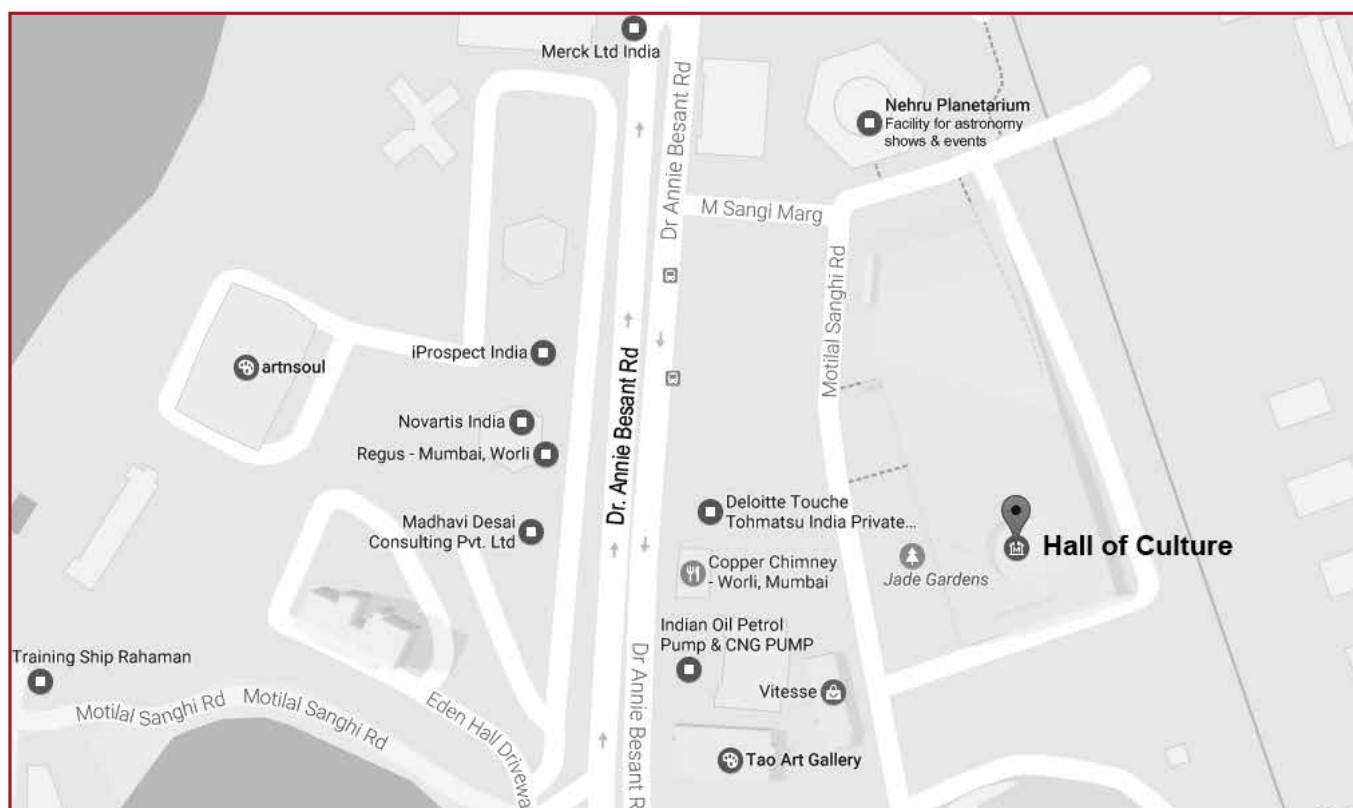 Merck Ltd India
Dr Annie Besant Rd
Nehru Planetarium
Facility for astronomy
shows & events
M Sangi Marg
Motilal Sanghi Rd
artnsoul
iProspect India
Dr. Annie Besant Rd
Novartis India
Regus - Mumbai, Worli
Madhavi Desai
Consulting Pvt. Ltd
Deloitte Touche
Tohmatsu India Private...
Copper Chimney
- Worli, Mumbai
Jade Gardens
Hall of Culture
Indian Oil Petrol
Pump & CNG PUMP
Training Ship Rahaman
Motilal Sanghi Rd
Motilal Sanghi Rd
Eden Hall Drivewa
Dr Annie Besant R
Vitesse
Tao Art Gallery